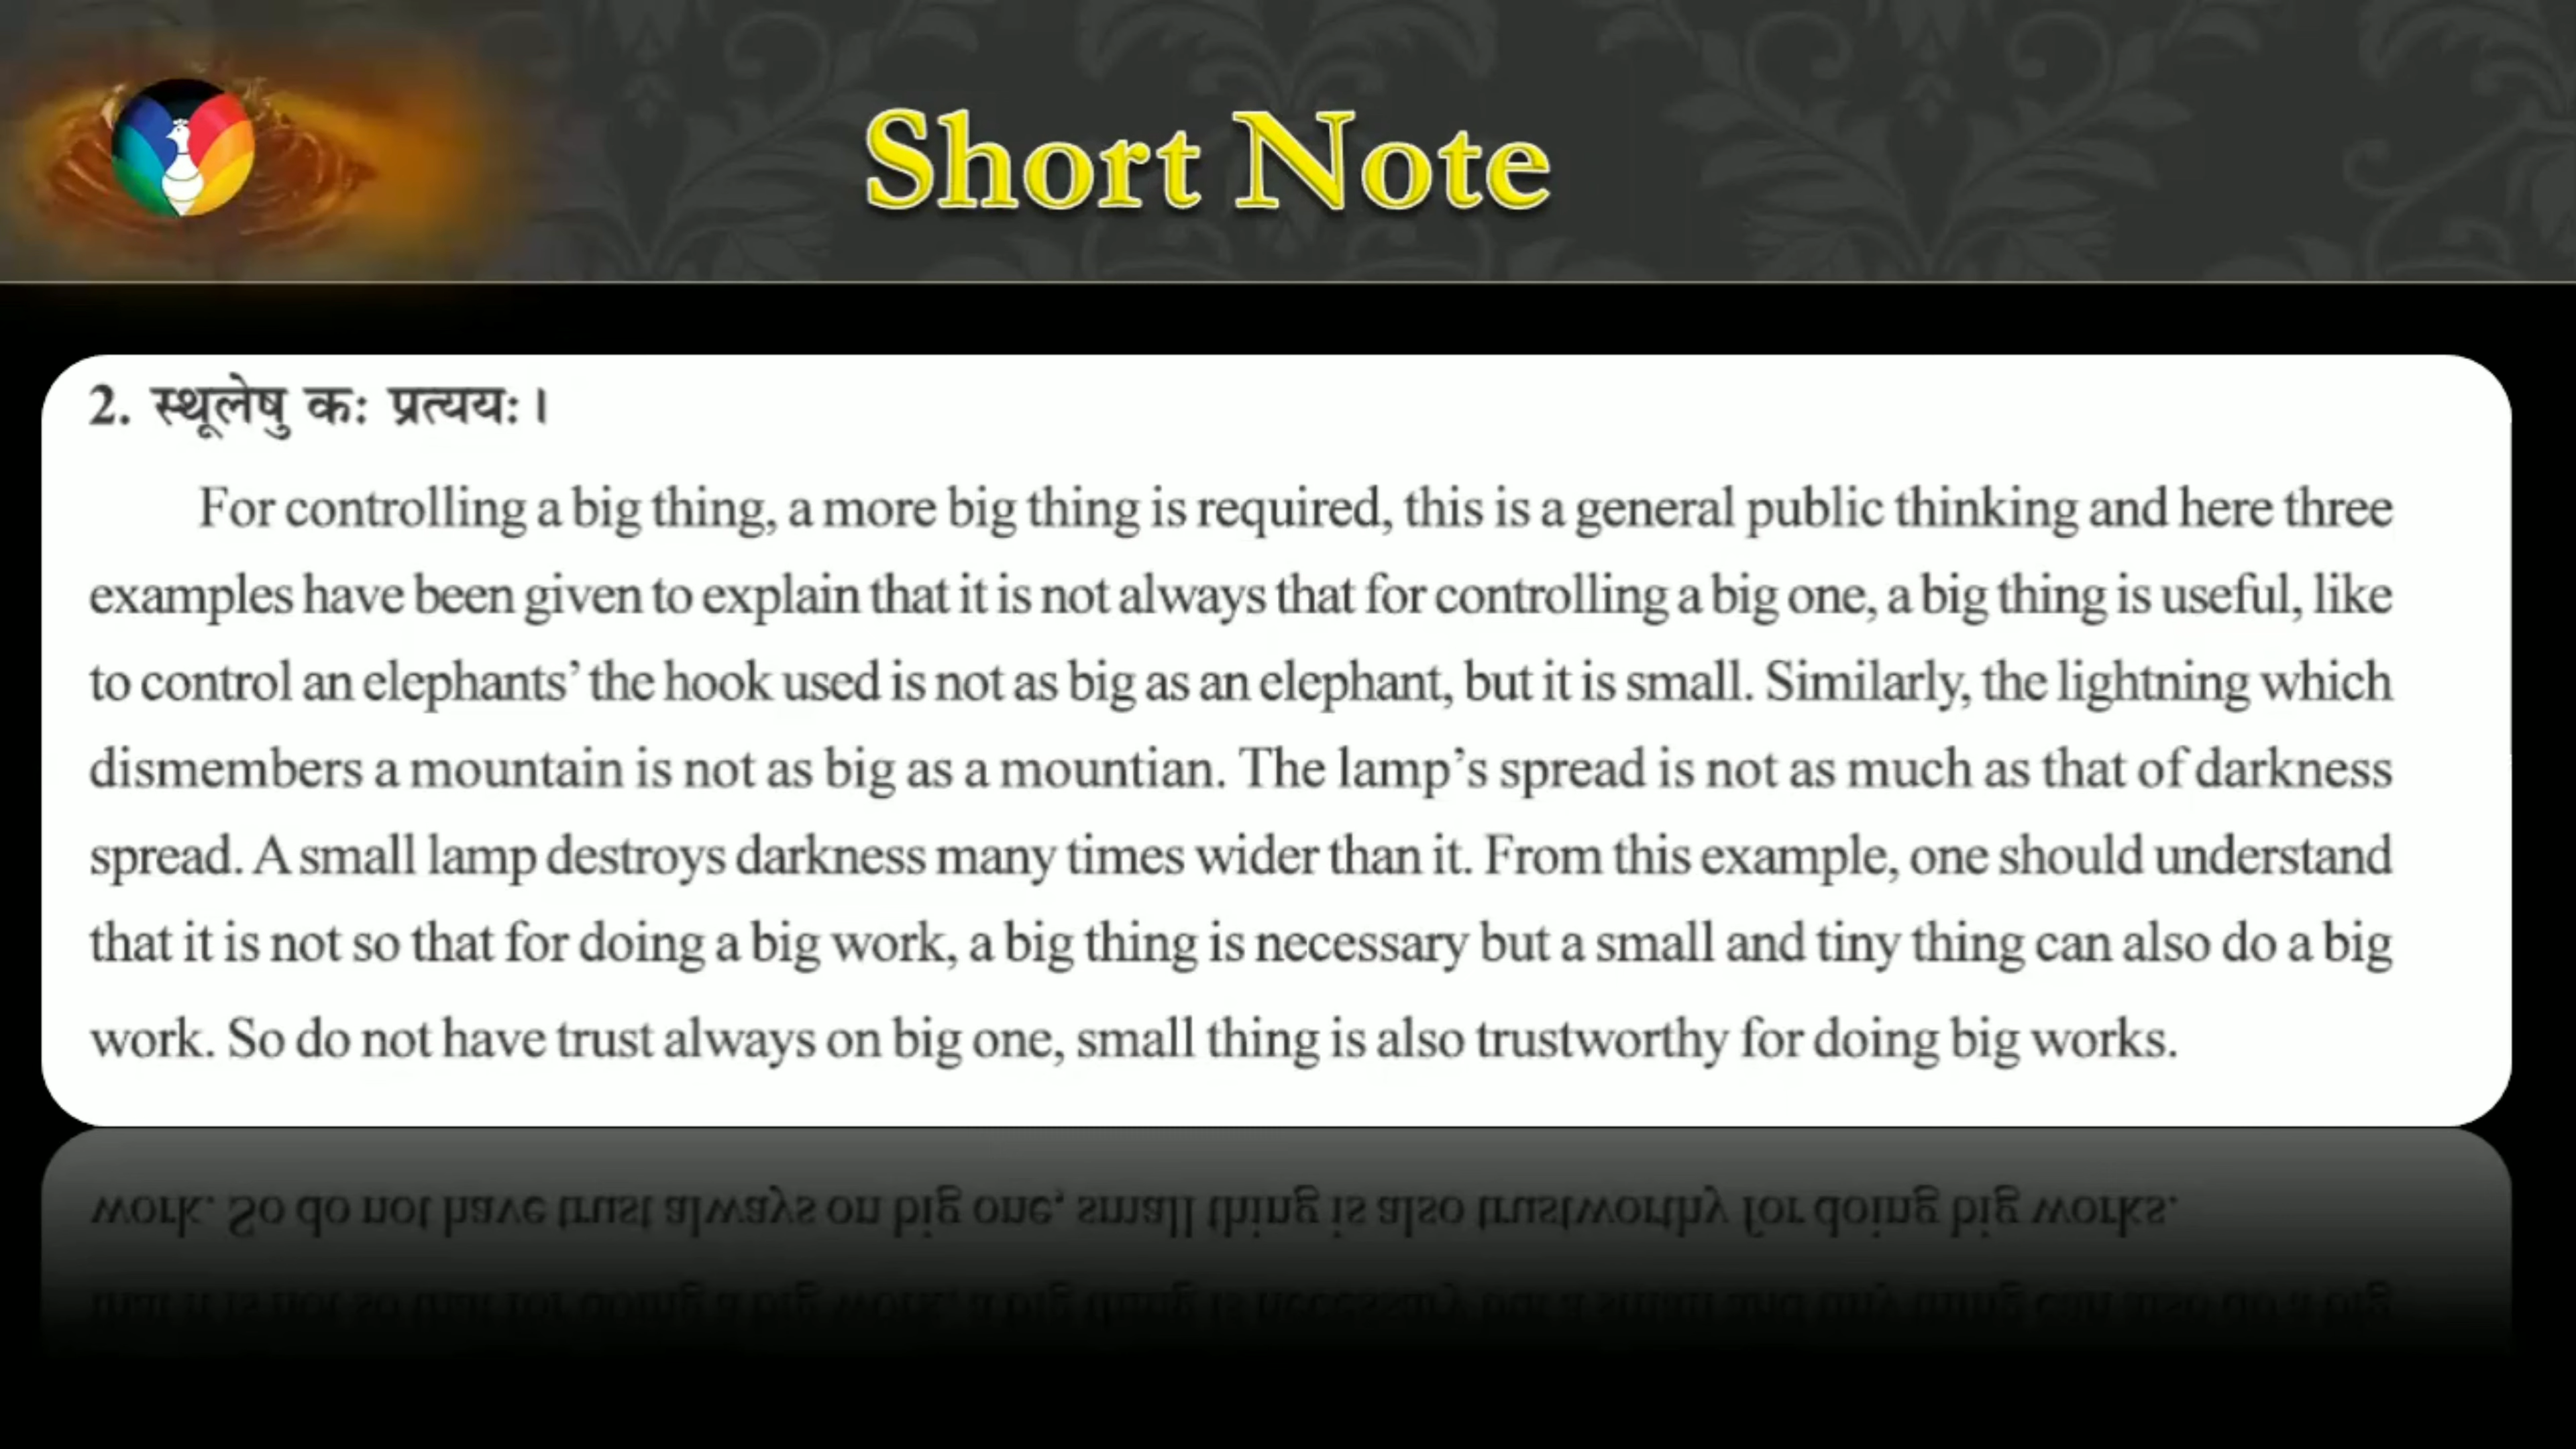 Short Note
2. स्थूलेषु कः प्रत्ययः।
For controlling a big thing, a more big thing is required, this is a general public thinking and here three
examples have been given to explain that it is not always that for controlling a big one, a big thing is useful, like
to control an elephants’ the hook used is not as big as an elephant, but it is small. Similarly, the lightning which
dismembers a mountain is not as big as a mountian. The lamp’s spread is not as much as that of darkness
spread. A small lamp destroys darkness many times wider than it. From this example, one should understand
that it is not so that for doing a big work, a big thing is necessary but a small and tiny thing can also do a big
work. So do not have trust always on big one, small thing is also trustworthy for doing big works.